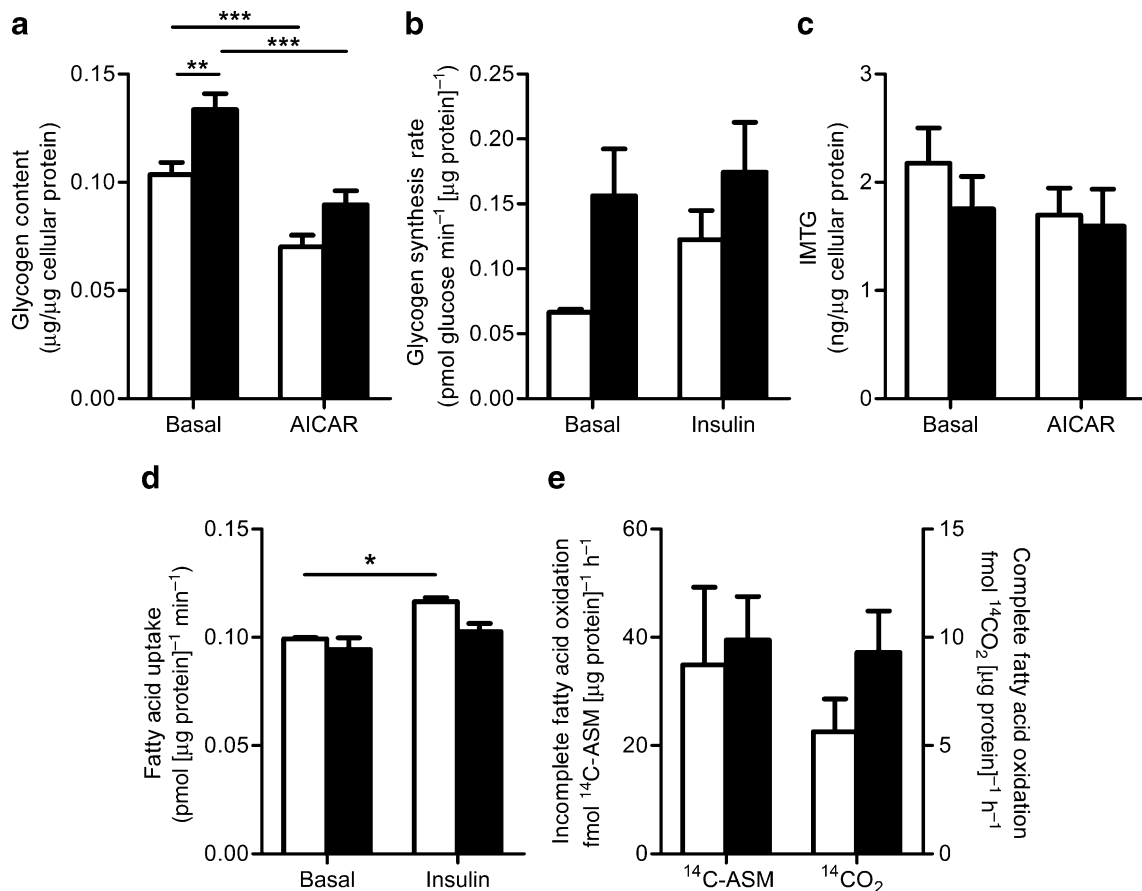 a
***
***
**
Glycogen content
(µg/µg cellular protein)
0.15
0.10
0.05
0.00
Basal
AICAR
b
Glycogen synthesis rate
(pmol glucose min⁻¹ [µg protein]⁻¹
0.25
0.20
0.15
0.10
0.05
0.00
Basal
Insulin
c
IMTG
(ng/µg cellular protein)
3
2
1
0
Basal
AICAR
d
*
Fatty acid uptake
(pmol [µg protein]⁻¹ min⁻¹)
0.15
0.10
0.05
0.00
Basal
Insulin
e
Incomplete fatty acid oxidation
fmol ¹⁴C-ASM [µg protein]⁻¹ h⁻¹
60
40
20
0
¹⁴C-ASM
¹⁴CO₂
15
10
5
0
Complete fatty acid oxidation
fmol ¹⁴CO₂ [µg protein]⁻¹ h⁻¹